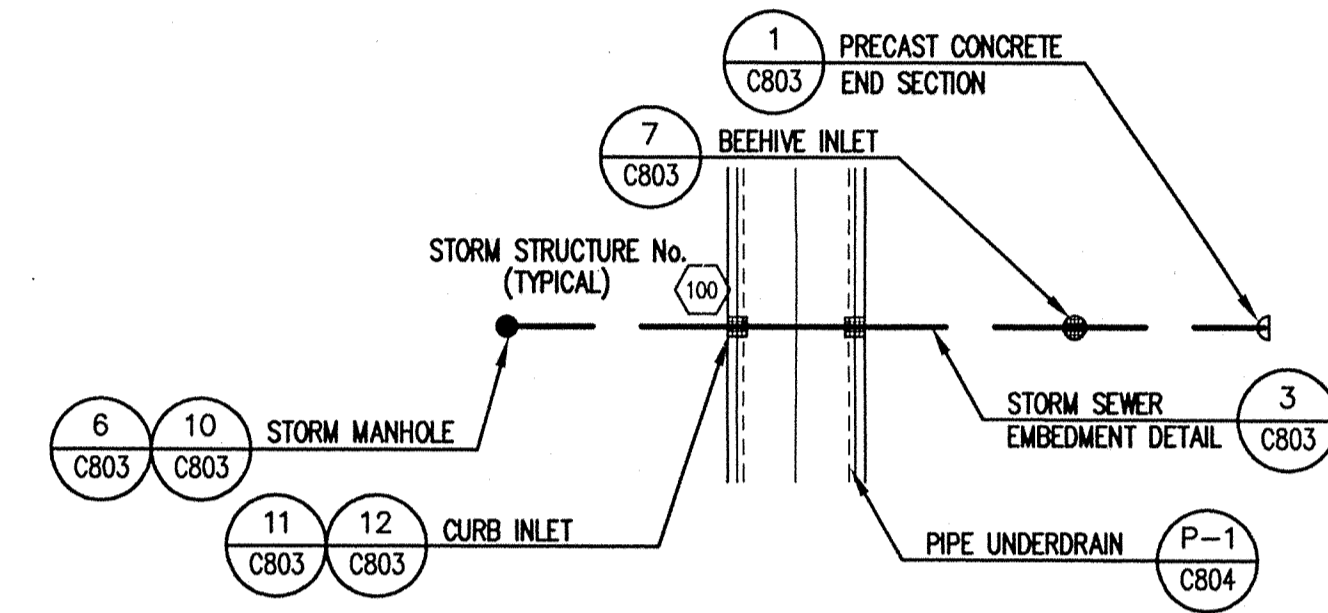 1
C803
PRECAST CONCRETE
END SECTION
7
C803
BEEHIVE INLET
STORM STRUCTURE No.
(TYPICAL)
100
6
C803
10
C803
STORM MANHOLE
STORM SEWER
EMBEDMENT DETAIL
3
C803
11
C803
12
C803
CURB INLET
PIPE UNDERDRAIN
P-1
C804